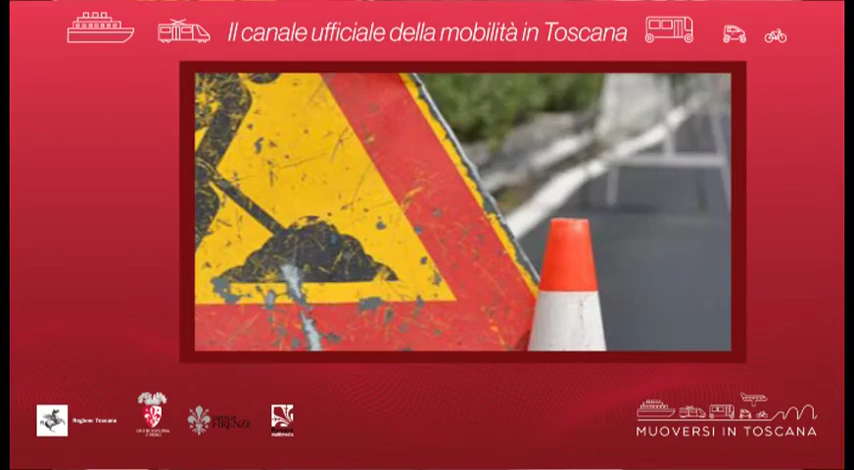 Il canale ufficiale della mobilità in Toscana
Regione Toscana
FIRENZE
MUOVERSI IN TOSCANA